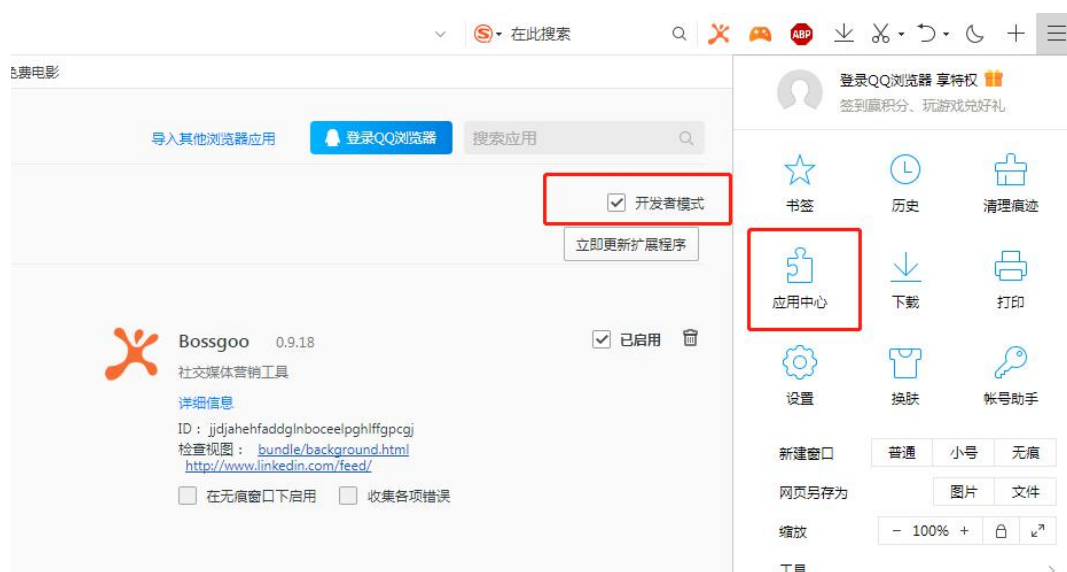 在此搜索
ABP
免费电影
登录QQ浏览器 享特权
签到赢积分、玩游戏兑好礼
导入其他浏览器应用
登录QQ浏览器
搜索应用
开发者模式
立即更新扩展程序
书签
历史
清理痕迹
应用中心
下载
打印
设置
换肤
帐号助手
Bossgoo 0.9.18
已启用
社交媒体营销工具
详细信息
ID： jjdjahehfaddglnboceelpghlffgpcgj
检查视图： bundle/background.html
http://www.linkedin.com/feed/
在无痕窗口下启用
收集各项错误
新建窗口 普通 小号 无痕
网页另存为 图片 文件
缩放 － 100% ＋
工具